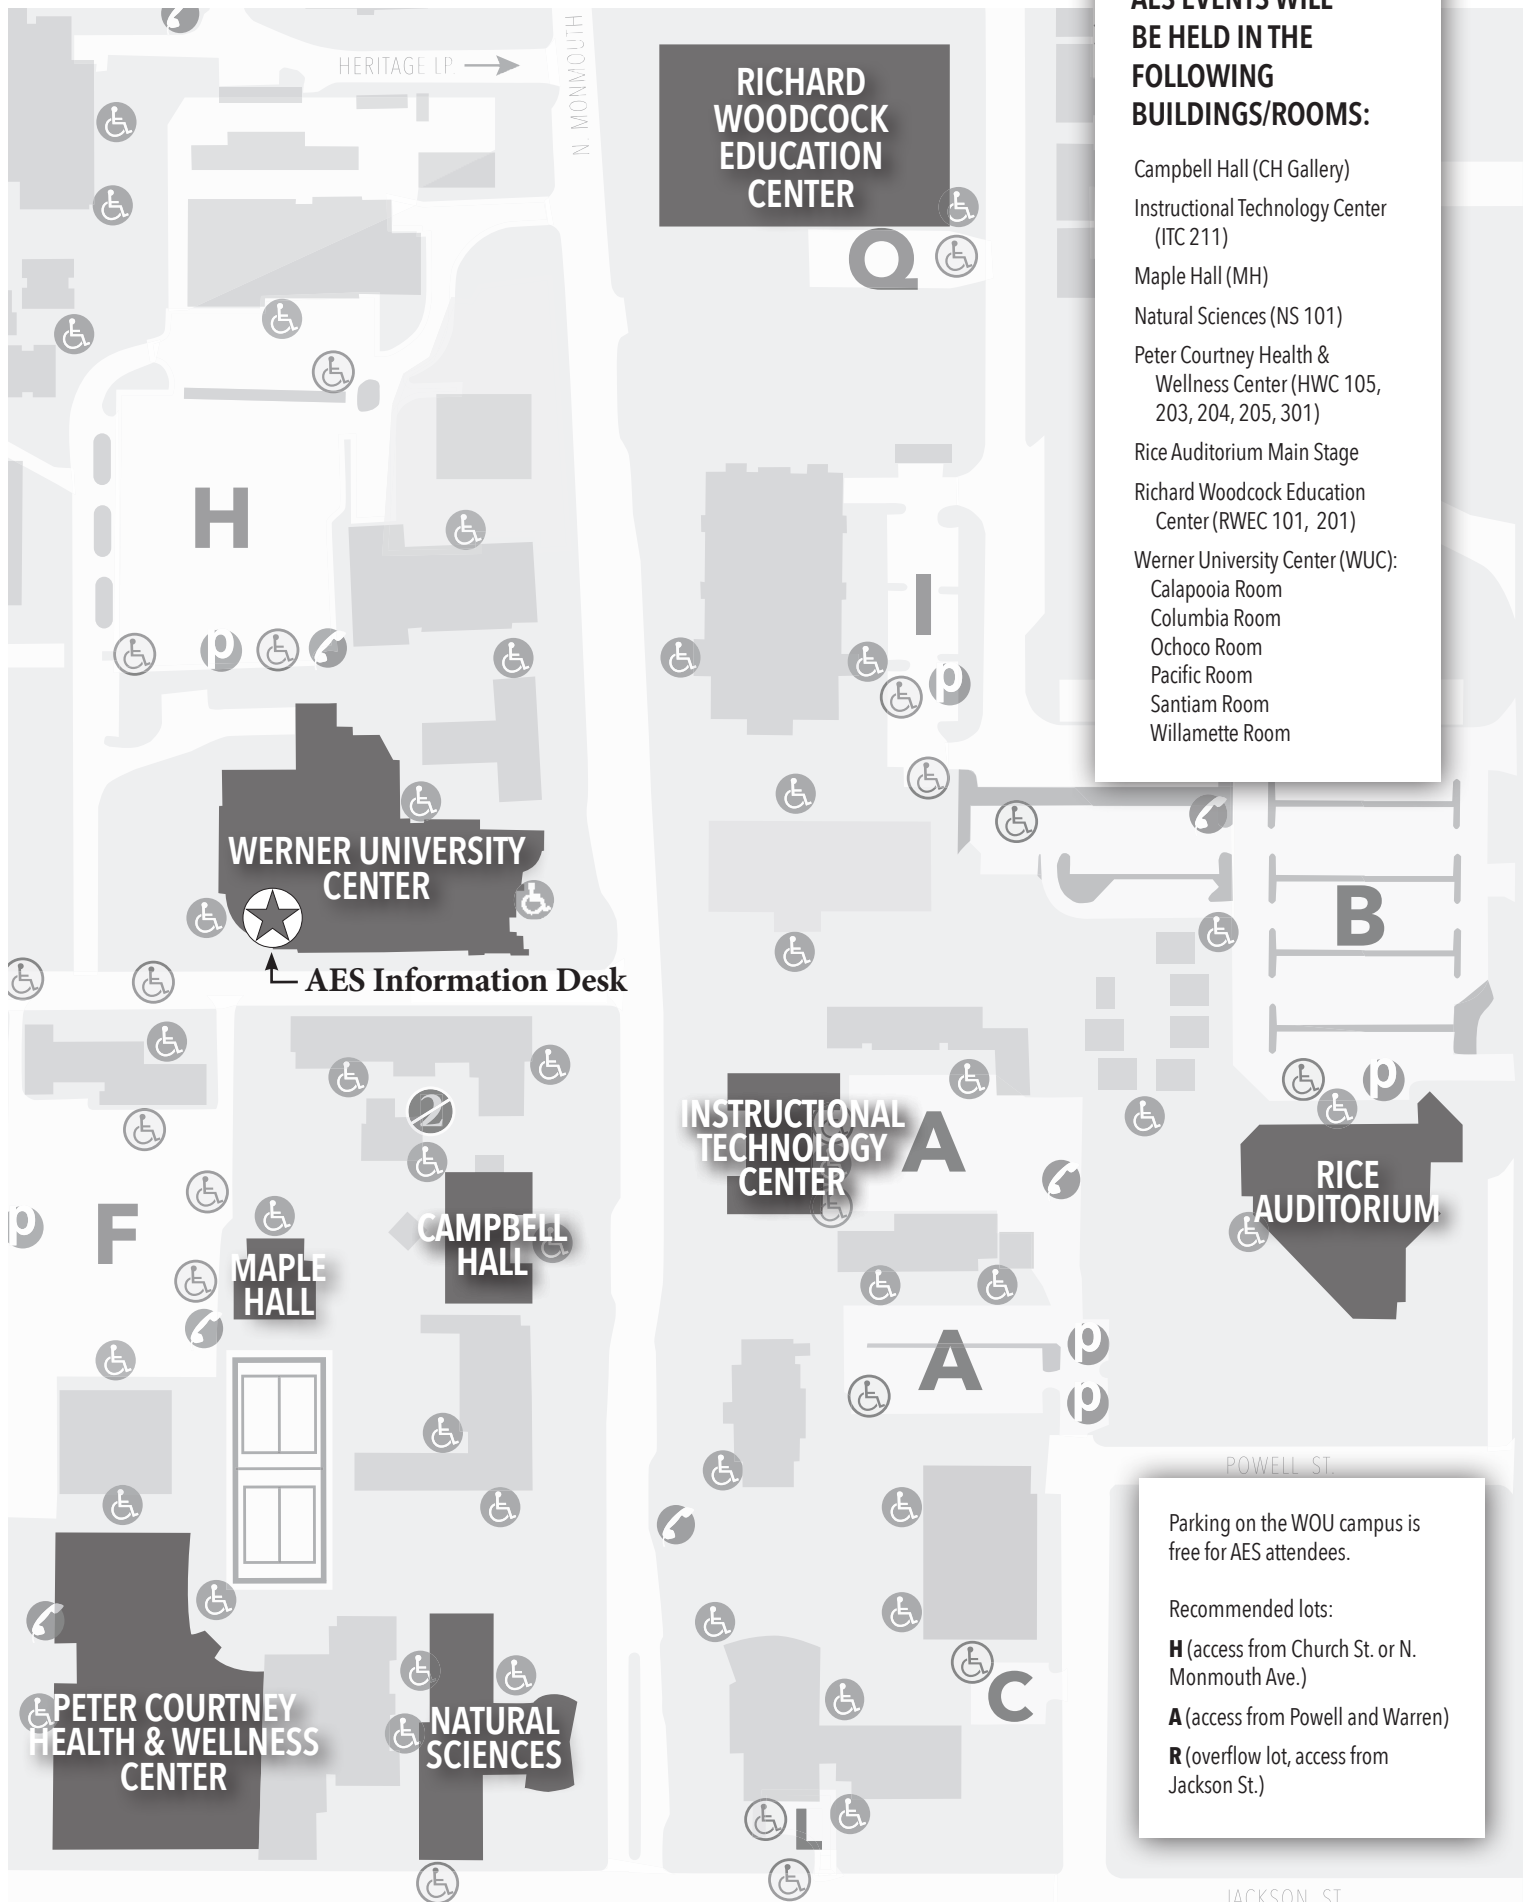 AES EVENTS WILL
BE HELD IN THE
FOLLOWING
BUILDINGS/ROOMS:
Campbell Hall (CH Gallery)
Instructional Technology Center
(ITC 211)
Maple Hall (MH)
Natural Sciences (NS 101)
Peter Courtney Health &
Wellness Center (HWC 105,
203, 204, 205, 301)
Rice Auditorium Main Stage
Richard Woodcock Education
Center (RWEC 101, 201)
Werner University Center (WUC):
Calapooia Room
Columbia Room
Ochoco Room
Pacific Room
Santiam Room
Willamette Room
HERITAGE LP.
N. MONMOUTH
RICHARD
WOODCOCK
EDUCATION
CENTER
Q
H
I
p
p
WERNER UNIVERSITY
CENTER
AES Information Desk
B
p
2
INSTRUCTIONAL
TECHNOLOGY
CENTER
A
RICE
AUDITORIUM
p
F
MAPLE
HALL
CAMPBELL
HALL
A
p
p
POWELL ST.
Parking on the WOU campus is
free for AES attendees.
Recommended lots:
H (access from Church St. or N.
Monmouth Ave.)
A (access from Powell and Warren)
R (overflow lot, access from
Jackson St.)
C
PETER COURTNEY
HEALTH & WELLNESS
CENTER
NATURAL
SCIENCES
L
JACKSON ST.